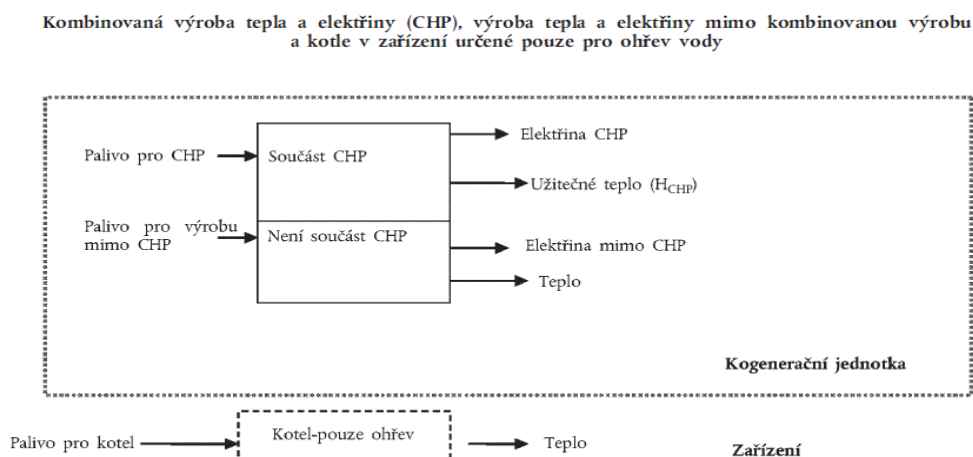 Kombinovaná výroba tepla a elektřiny (CHP), výroba tepla a elektřiny mimo kombinovanou výrobu
a kotle v zařízení určené pouze pro ohřev vody
Palivo pro CHP
Součást CHP
Elektřina CHP
Užitečné teplo (HCHP)
Palivo pro výrobu
mimo CHP
Není součást CHP
Elektřina mimo CHP
Teplo
Kogenerační jednotka
Palivo pro kotel
Kotel-pouze ohřev
Teplo
Zařízení